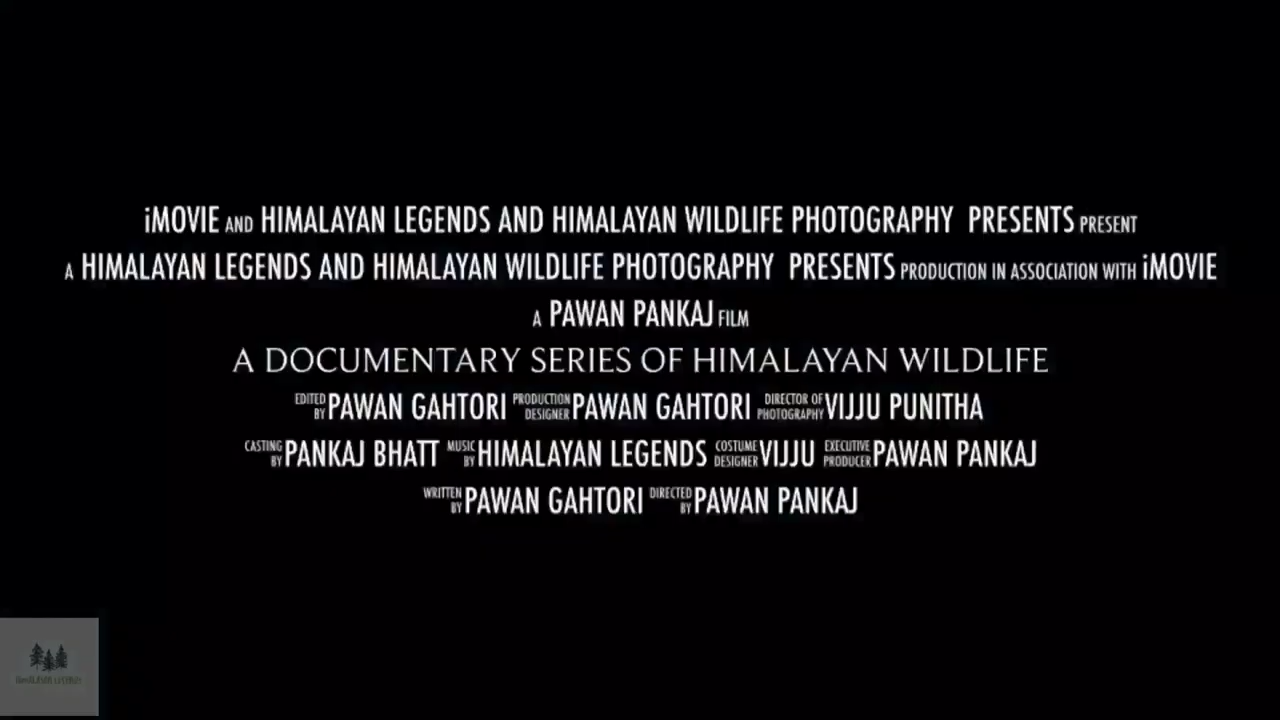 iMOVIE AND HIMALAYAN LEGENDS AND HIMALAYAN WILDLIFE PHOTOGRAPHY PRESENTS PRESENT
A HIMALAYAN LEGENDS AND HIMALAYAN WILDLIFE PHOTOGRAPHY PRESENTS PRODUCTION IN ASSOCIATION WITH iMOVIE
A PAWAN PANKAJ FILM
A DOCUMENTARY SERIES OF HIMALAYAN WILDLIFE
EDITED BY PAWAN GAHTORI PRODUCTION DESIGNER PAWAN GAHTORI DIRECTOR OF PHOTOGRAPHY VIJJU PUNITHA
CASTING BY PANKAJ BHATT MUSIC BY HIMALAYAN LEGENDS COSTUME DESIGNER VIJJU EXECUTIVE PRODUCER PAWAN PANKAJ
WRITTEN BY PAWAN GAHTORI DIRECTED BY PAWAN PANKAJ